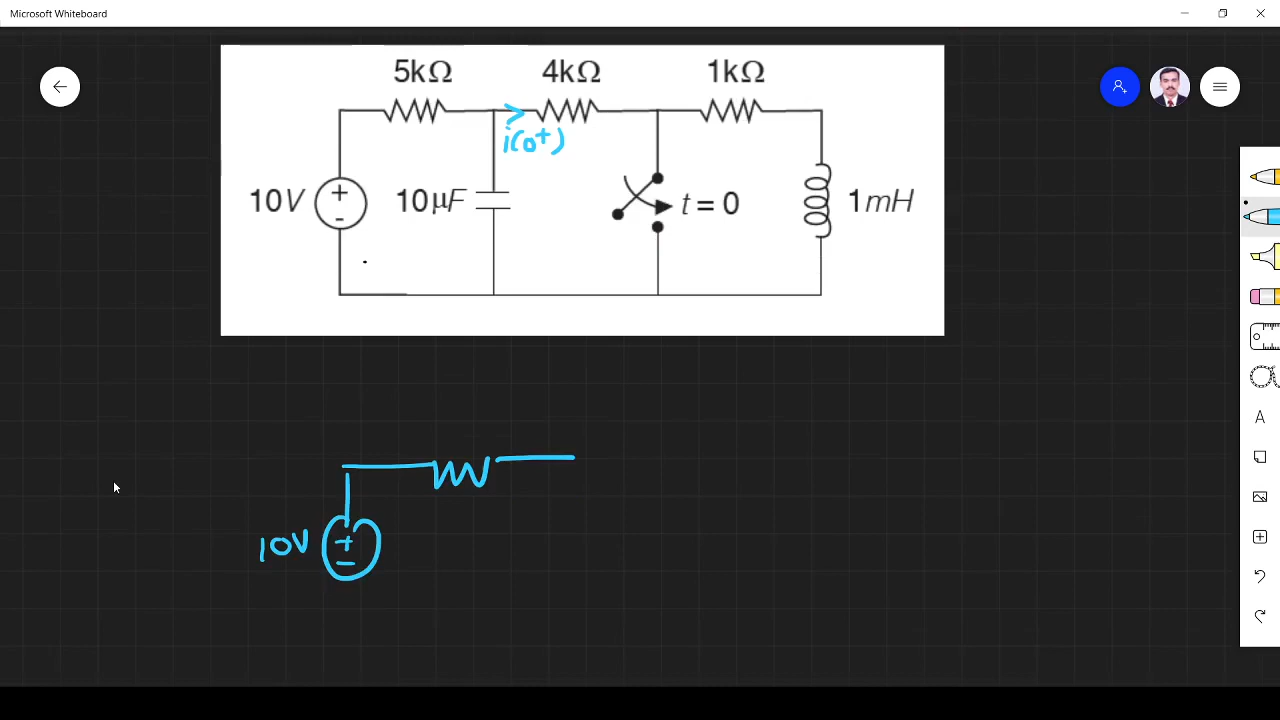 Microsoft Whiteboard
5kΩ 4kΩ 1kΩ
i(0⁺)
10V + - 10μF t = 0 1mH
A
10V + -